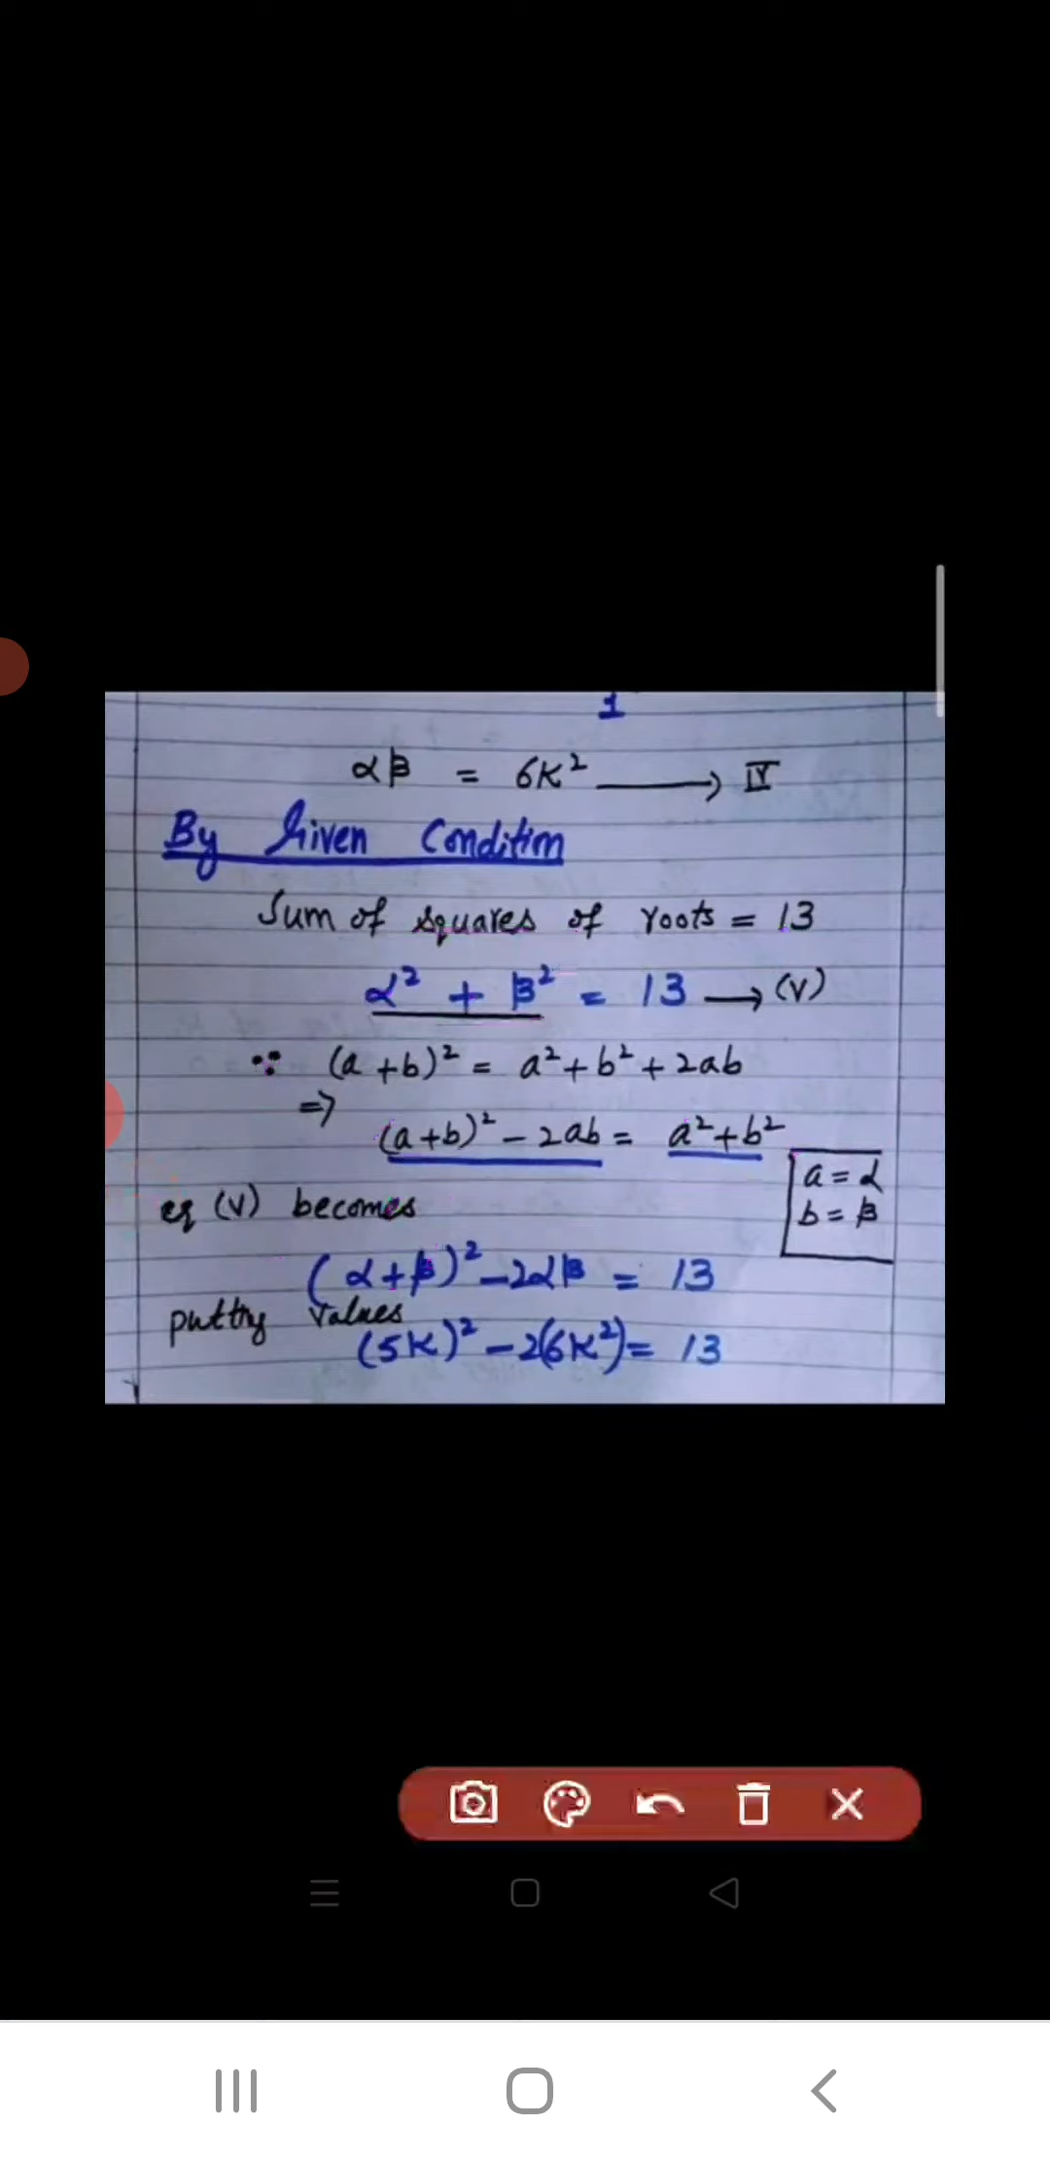 1
αβ = 6K² ⟶ IV
By Given Condition
Sum of squares of roots = 13
α² + β² = 13 → (V)
∵ (a+b)² = a²+b²+2ab
⇒
(a+b)² - 2ab = a²+b²
a = α
b = β
eq (V) becomes
(α+β)² - 2αβ = 13
putting values
(5K)² - 2(6K²) = 13